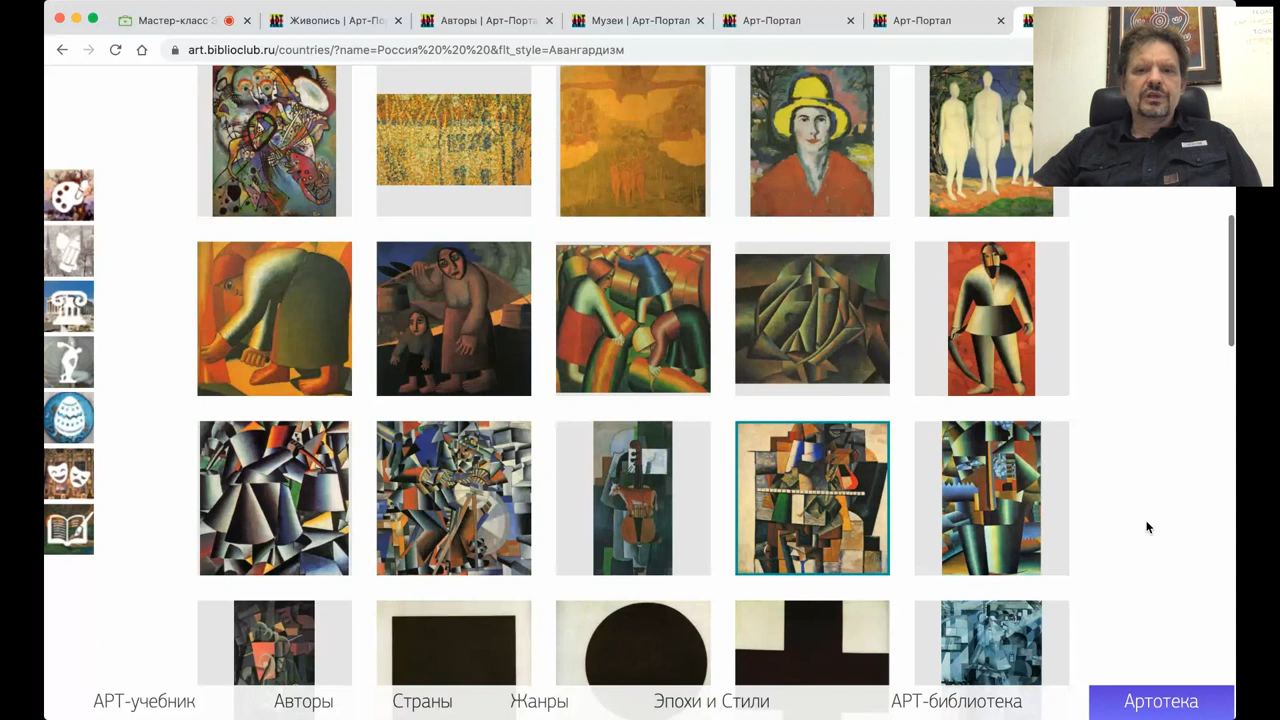 Мастер-класс З
Живопись | Арт-По
Авторы | Арт-Порта
Музеи | Арт-Портал
Арт-Портал
Арт-Портал
art.biblioclub.ru/countries/?name=Россия%20%20%20&flt_style=Авангардизм
АРТ-учебник
Авторы
Страны
Жанры
Эпохи и Стили
АРТ-библиотека
Артотека